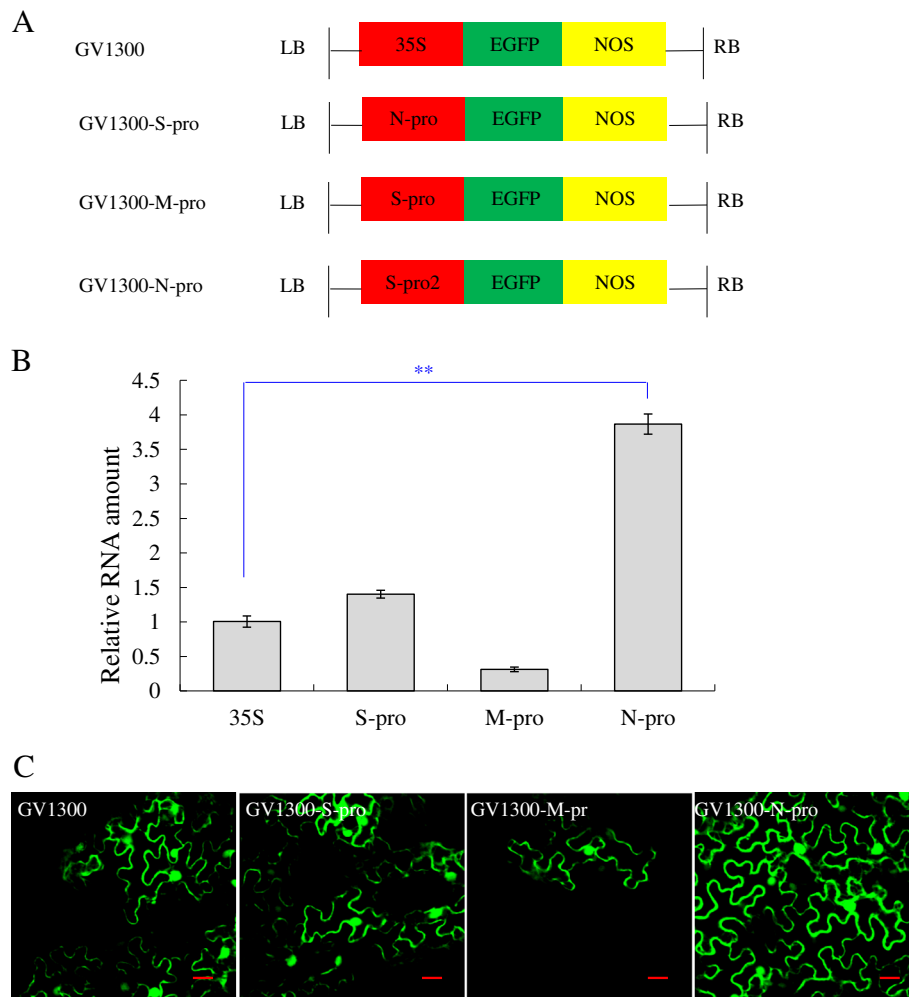 A
GV1300 LB 35S EGFP NOS RB
GV1300-S-pro LB N-pro EGFP NOS RB
GV1300-M-pro LB S-pro EGFP NOS RB
GV1300-N-pro LB S-pro2 EGFP NOS RB
B
**
Relative RNA amount
4.5
4
3.5
3
2.5
2
1.5
1
0.5
0
35S S-pro M-pro N-pro
C
GV1300 GV1300-S-pro GV1300-M-pr GV1300-N-pro